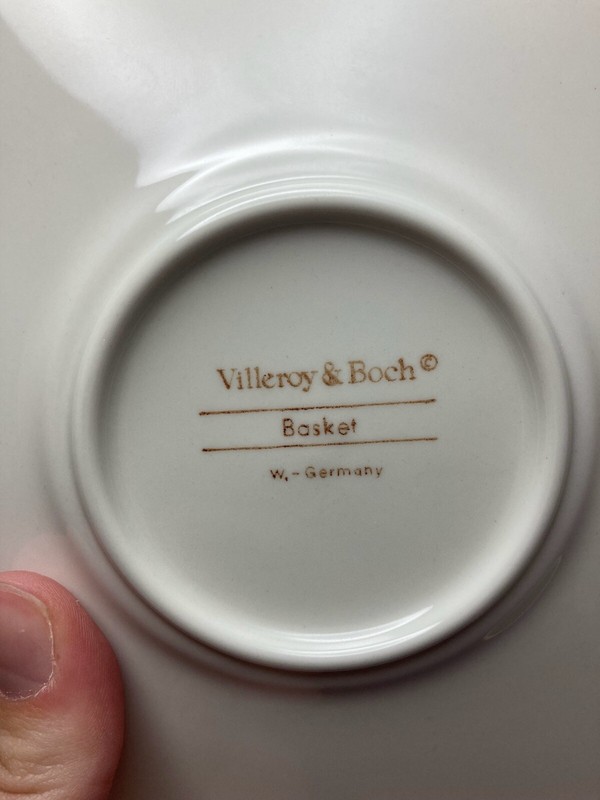 Villeroy & Boch©
Basket
W.-Germany